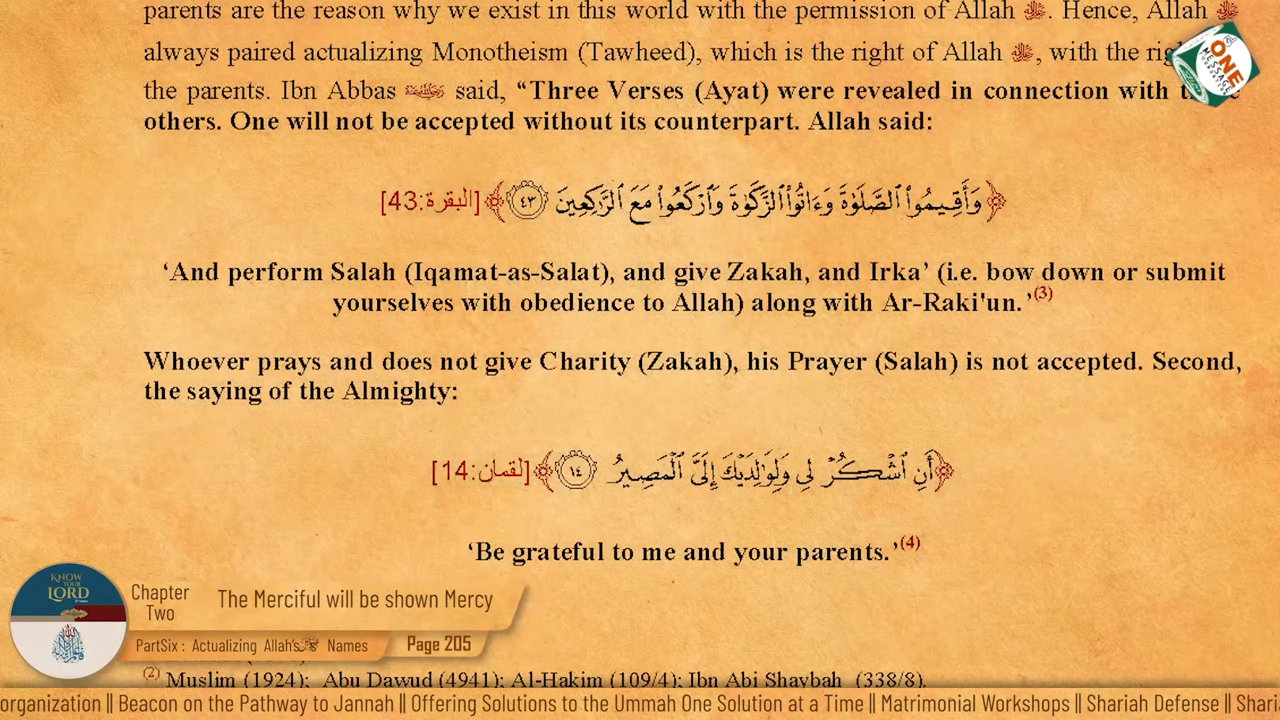 parents are the reason why we exist in this world with the permission of Allah ﷻ. Hence, Allah ﷻ
always paired actualizing Monotheism (Tawheed), which is the right of Allah ﷻ, with the
the parents. Ibn Abbas said, “Three Verses (Ayat) were revealed in connection with
others. One will not be accepted without its counterpart. Allah said:
﴿وَأَقِيمُوا۟ ٱلصَّلَوٰةَ وَءَاتُوا۟ ٱلزَّكَوٰةَ وَٱرْكَعُوا۟ مَعَ ٱلرَّٰكِعِينَ ٤٣﴾ [البقرة:43]
‘And perform Salah (Iqamat-as-Salat), and give Zakah, and Irka’ (i.e. bow down or submit
yourselves with obedience to Allah) along with Ar-Raki'un.’(3)
Whoever prays and does not give Charity (Zakah), his Prayer (Salah) is not accepted. Second,
the saying of the Almighty:
﴿أَنِ ٱشْكُرْ لِى وَلِوَٰلِدَيْكَ إِلَىَّ ٱلْمَصِيرُ ١٤﴾ [لقمان:14]
‘Be grateful to me and your parents.’(4)
(2) Muslim (1924); Abu Dawud (4941); Al-Hakim (109/4); Ibn Abi Shaybah (338/8).
ONE
MESSAGE
KNOW
YOUR
LORD
Chapter
Two
The Merciful will be shown Mercy
PartSix : Actualizing Allah's ﷻ Names
Page 205
organization || Beacon on the Pathway to Jannah || Offering Solutions to the Ummah One Solution at a Time || Matrimonial Workshops || Shariah Defense || Shari